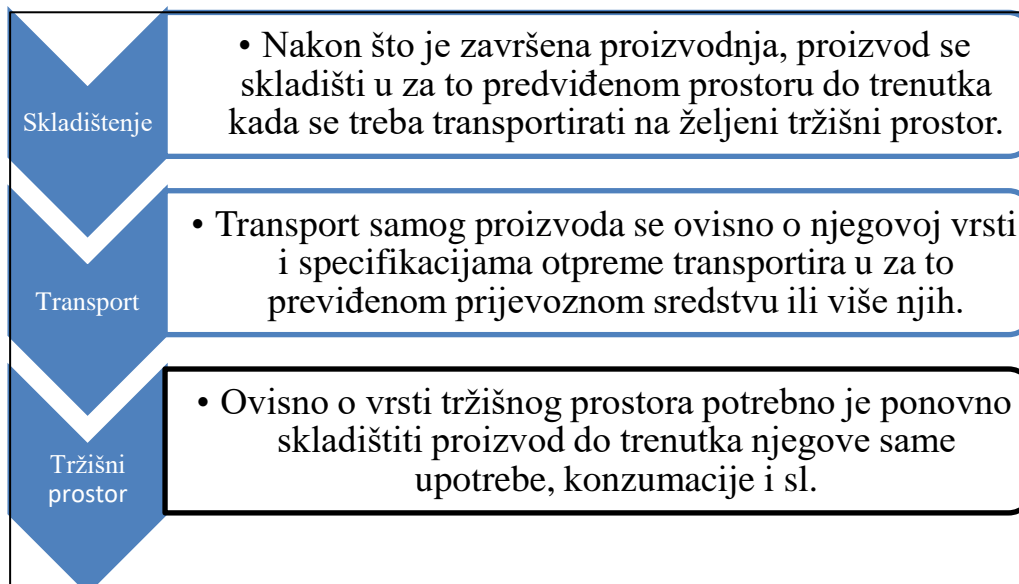 Skladištenje
• Nakon što je završena proizvodnja, proizvod se
skladišti u za to predviđenom prostoru do trenutka
kada se treba transportirati na željeni tržišni prostor.
Transport
• Transport samog proizvoda se ovisno o njegovoj vrsti
i specifikacijama otpreme transportira u za to
previđenom prijevoznom sredstvu ili više njih.
Tržišni
prostor
• Ovisno o vrsti tržišnog prostora potrebno je ponovno
skladištiti proizvod do trenutka njegove same
upotrebe, konzumacije i sl.